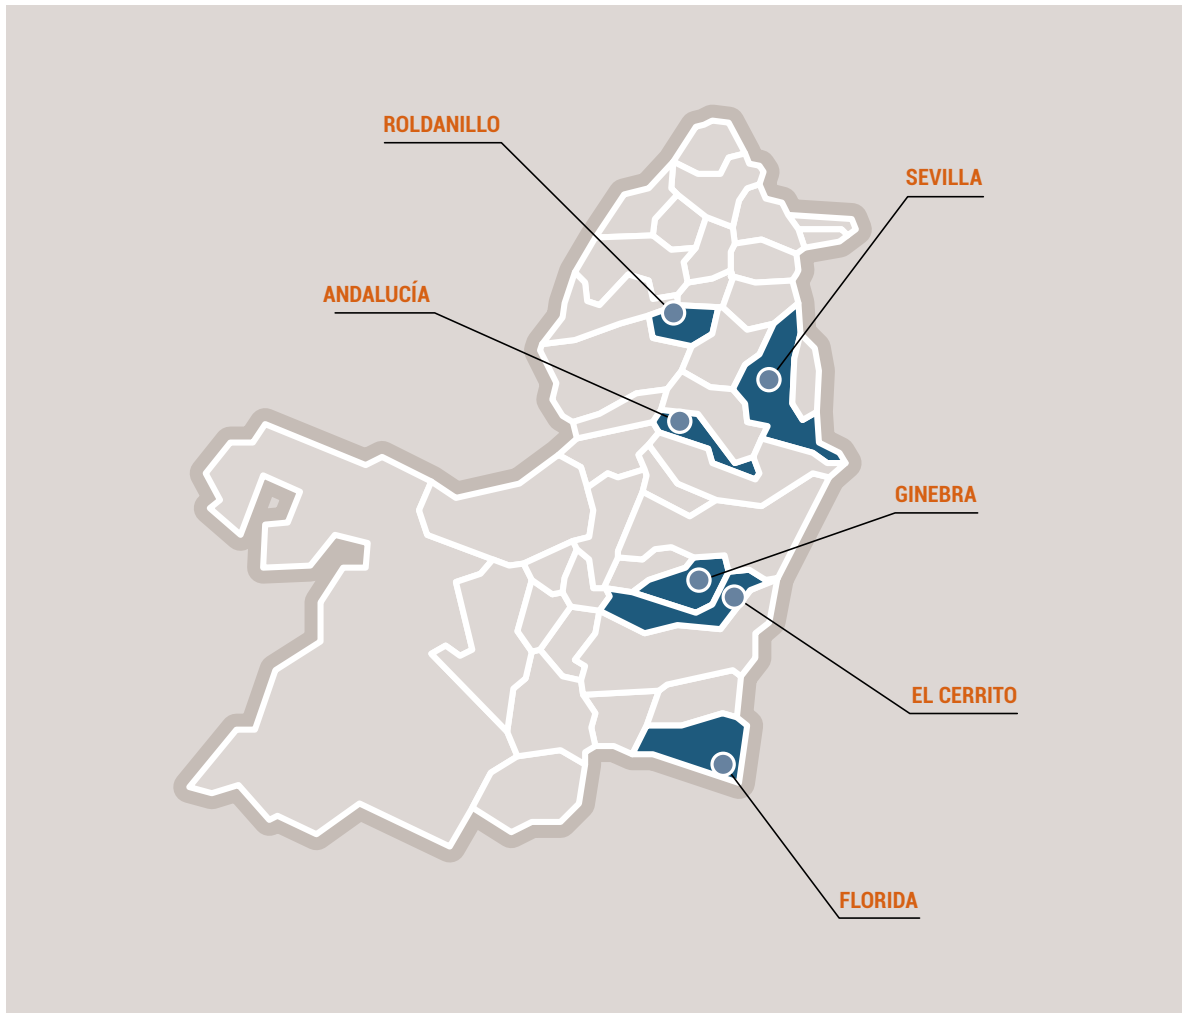 ROLDANILLO
SEVILLA
ANDALUCÍA
GINEBRA
EL CERRITO
FLORIDA